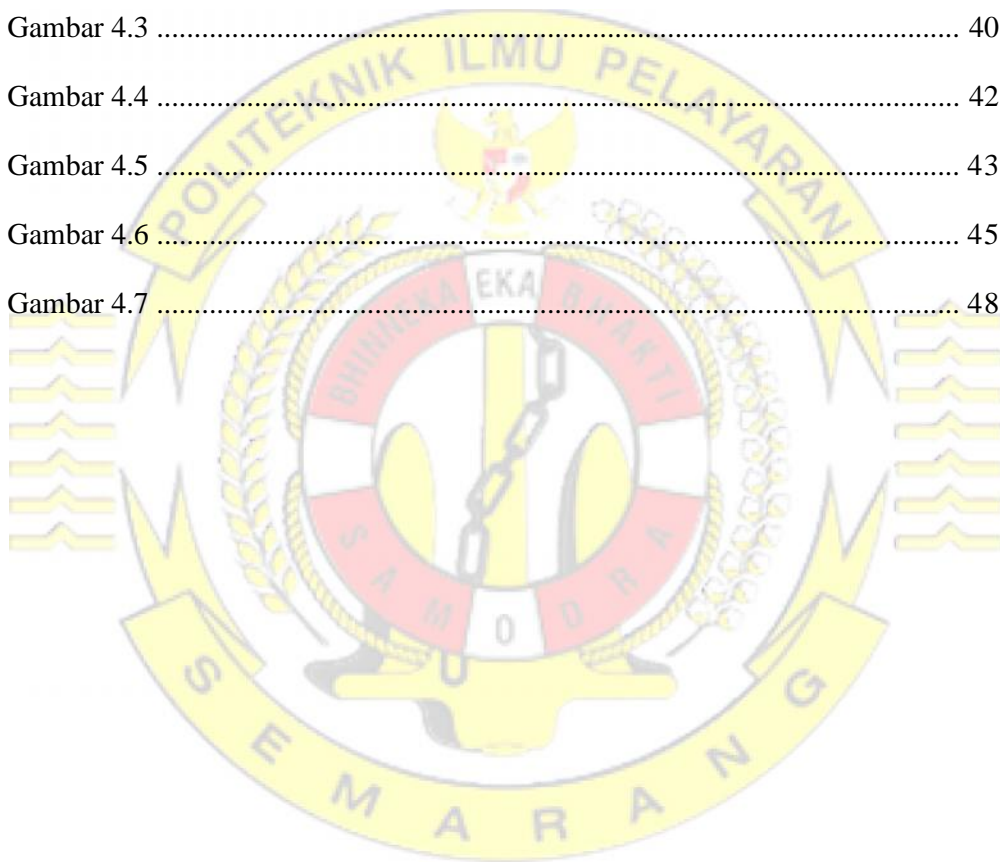 Gambar 4.3 ........................................................................................................ 40
Gambar 4.4 ........................................................................................................ 42
Gambar 4.5 ........................................................................................................ 43
Gambar 4.6 ........................................................................................................ 45
Gambar 4.7 ........................................................................................................ 48
POLITEKNIK ILMU PELAYARAN
BHINNEKA EKA BHAKTI
SAMODRA
SEMARANG